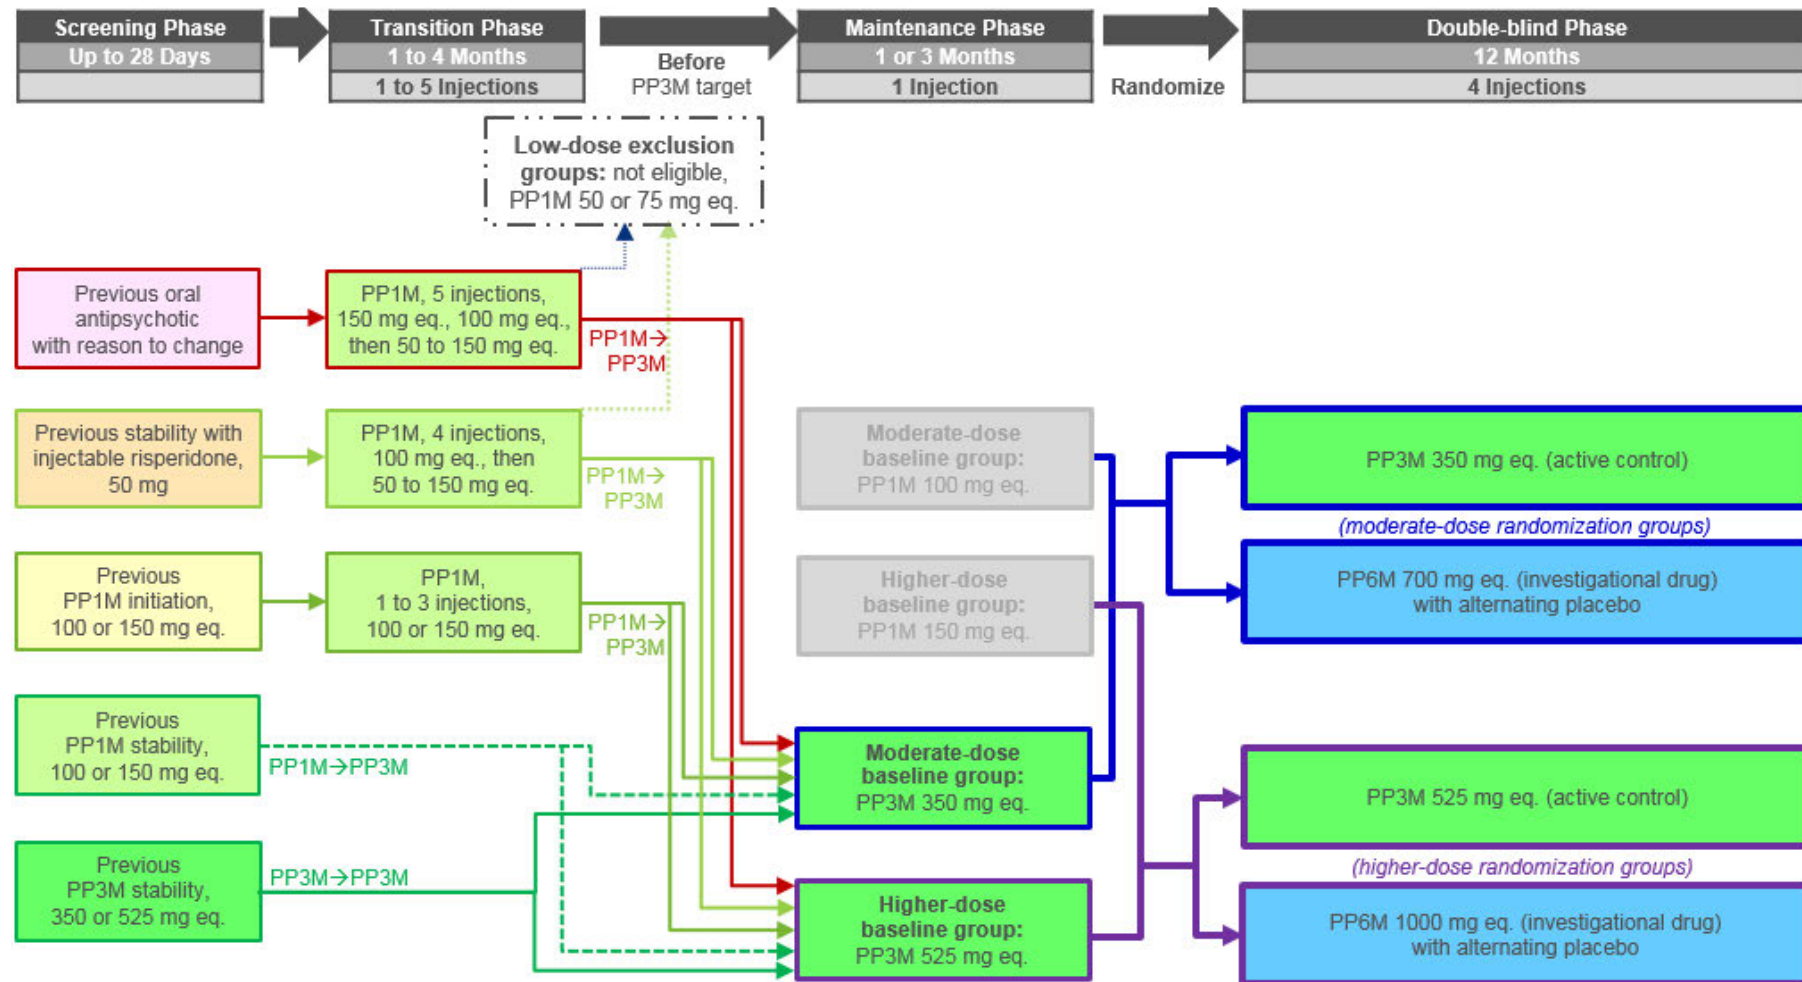 Screening Phase
Up to 28 Days
Transition Phase
1 to 4 Months
1 to 5 Injections
Before
PP3M target
Maintenance Phase
1 or 3 Months
1 Injection
Randomize
Double-blind Phase
12 Months
4 Injections
Low-dose exclusion
groups: not eligible,
PP1M 50 or 75 mg eq.
Previous oral
antipsychotic
with reason to change
PP1M, 5 injections,
150 mg eq., 100 mg eq.,
then 50 to 150 mg eq.
PP1M→
PP3M
Previous stability with
injectable risperidone,
50 mg
PP1M, 4 injections,
100 mg eq., then
50 to 150 mg eq.
PP1M→
PP3M
Moderate-dose
baseline group:
PP1M 100 mg eq.
PP3M 350 mg eq. (active control)
(moderate-dose randomization groups)
Previous
PP1M initiation,
100 or 150 mg eq.
PP1M,
1 to 3 injections,
100 or 150 mg eq.
PP1M→
PP3M
Higher-dose
baseline group:
PP1M 150 mg eq.
PP6M 700 mg eq. (investigational drug)
with alternating placebo
Previous
PP1M stability,
100 or 150 mg eq.
PP1M→PP3M
Moderate-dose
baseline group:
PP3M 350 mg eq.
PP3M 525 mg eq. (active control)
(higher-dose randomization groups)
Previous
PP3M stability,
350 or 525 mg eq.
PP3M→PP3M
Higher-dose
baseline group:
PP3M 525 mg eq.
PP6M 1000 mg eq. (investigational drug)
with alternating placebo